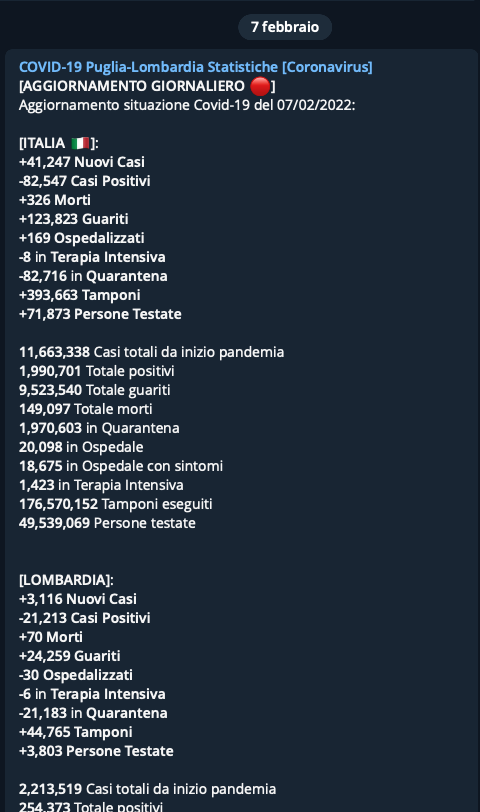 7 febbraio
COVID-19 Puglia-Lombardia Statistiche [Coronavirus]
[AGGIORNAMENTO GIORNALIERO 🔴]
Aggiornamento situazione Covid-19 del 07/02/2022:
[ITALIA 🇮🇹]:
+41,247 Nuovi Casi
-82,547 Casi Positivi
+326 Morti
+123,823 Guariti
+169 Ospedalizzati
-8 in Terapia Intensiva
-82,716 in Quarantena
+393,663 Tamponi
+71,873 Persone Testate
11,663,338 Casi totali da inizio pandemia
1,990,701 Totale positivi
9,523,540 Totale guariti
149,097 Totale morti
1,970,603 in Quarantena
20,098 in Ospedale
18,675 in Ospedale con sintomi
1,423 in Terapia Intensiva
176,570,152 Tamponi eseguiti
49,539,069 Persone testate
[LOMBARDIA]:
+3,116 Nuovi Casi
-21,213 Casi Positivi
+70 Morti
+24,259 Guariti
-30 Ospedalizzati
-6 in Terapia Intensiva
-21,183 in Quarantena
+44,765 Tamponi
+3,803 Persone Testate
2,213,519 Casi totali da inizio pandemia
254,373 Totale positivi